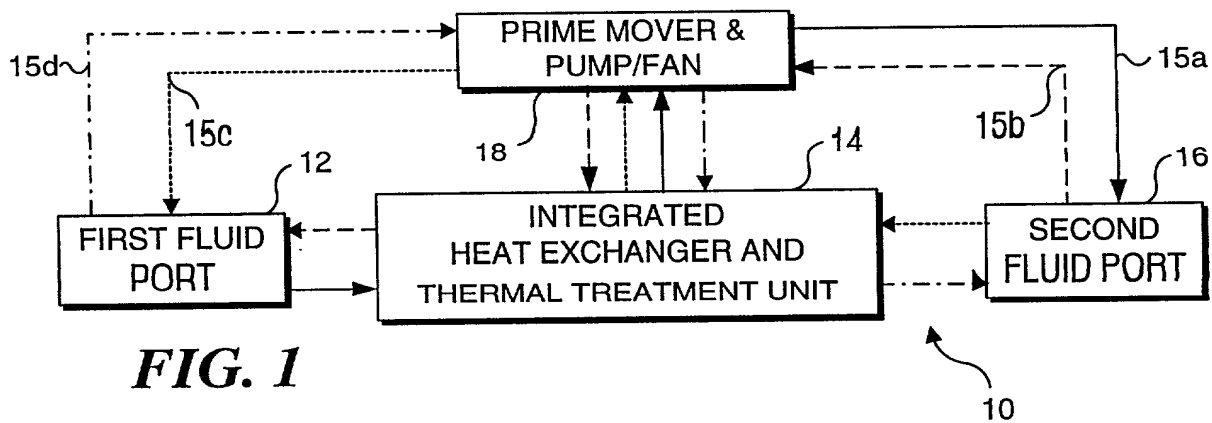 PRIME MOVER &
PUMP/FAN
15d
15a
15c
15b
18
14
12
16
FIRST FLUID
PORT
INTEGRATED
HEAT EXCHANGER AND
THERMAL TREATMENT UNIT
SECOND
FLUID PORT
FIG. 1
10